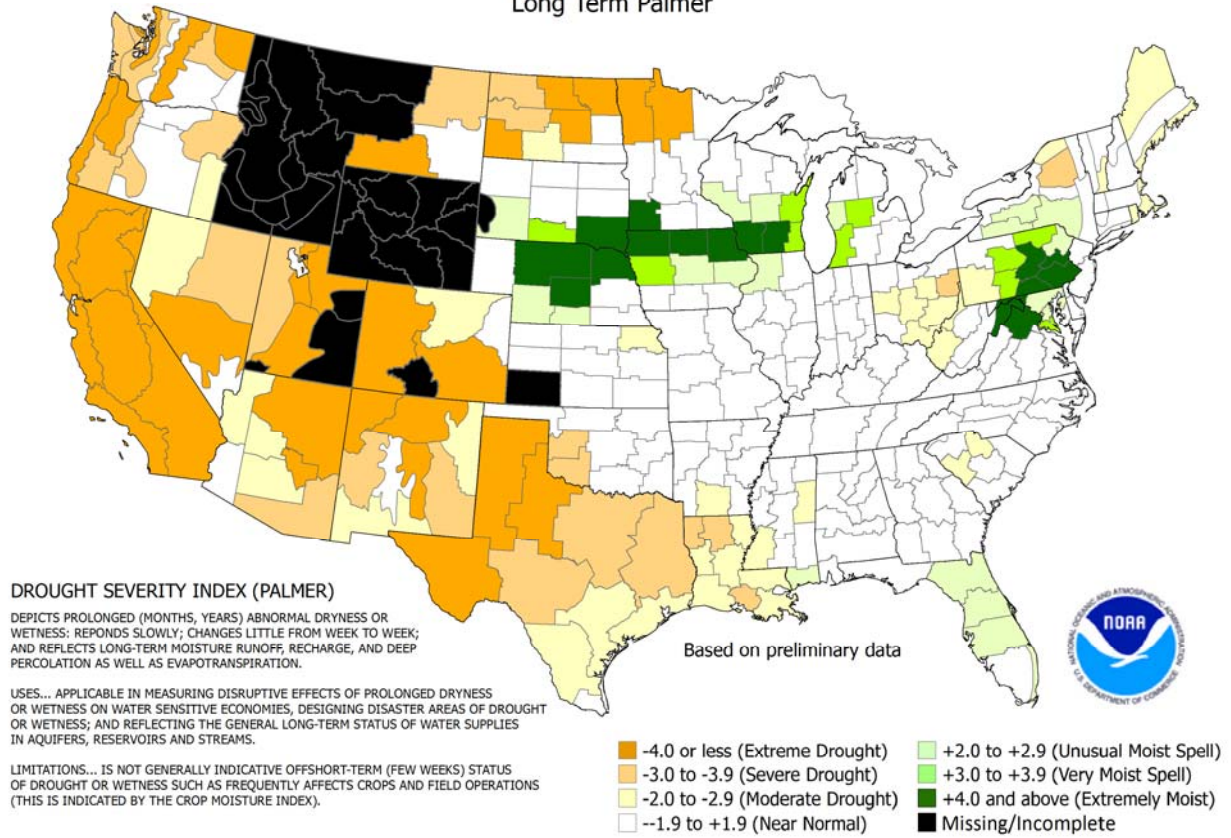 Long Term Palmer
DROUGHT SEVERITY INDEX (PALMER)
DEPICTS PROLONGED (MONTHS, YEARS) ABNORMAL DRYNESS OR
WETNESS: REPONDS SLOWLY; CHANGES LITTLE FROM WEEK TO WEEK;
AND REFLECTS LONG-TERM MOISTURE RUNOFF, RECHARGE, AND DEEP
PERCOLATION AS WELL AS EVAPOTRANSPIRATION.
USES... APPLICABLE IN MEASURING DISRUPTIVE EFFECTS OF PROLONGED DRYNESS
OR WETNESS ON WATER SENSITIVE ECONOMIES, DESIGNING DISASTER AREAS OF DROUGHT
OR WETNESS; AND REFLECTING THE GENERAL LONG-TERM STATUS OF WATER SUPPLIES
IN AQUIFERS, RESERVOIRS AND STREAMS.
LIMITATIONS... IS NOT GENERALLY INDICATIVE OFFSHORT-TERM (FEW WEEKS) STATUS
OF DROUGHT OR WETNESS SUCH AS FREQUENTLY AFFECTS CROPS AND FIELD OPERATIONS
(THIS IS INDICATED BY THE CROP MOISTURE INDEX).
Based on preliminary data
NATIONAL OCEANIC AND ATMOSPHERIC ADMINISTRATION
NOAA
U.S. DEPARTMENT OF COMMERCE
-4.0 or less (Extreme Drought)
-3.0 to -3.9 (Severe Drought)
-2.0 to -2.9 (Moderate Drought)
--1.9 to +1.9 (Near Normal)
+2.0 to +2.9 (Unusual Moist Spell)
+3.0 to +3.9 (Very Moist Spell)
+4.0 and above (Extremely Moist)
Missing/Incomplete